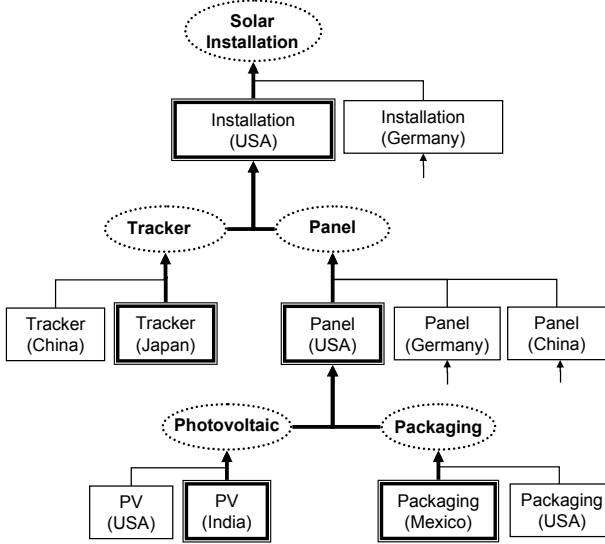 Solar
Installation
Installation
(USA)
Installation
(Germany)
Tracker
Panel
Tracker
(China)
Tracker
(Japan)
Panel
(USA)
Panel
(Germany)
Panel
(China)
Photovoltaic
Packaging
PV
(USA)
PV
(India)
Packaging
(Mexico)
Packaging
(USA)